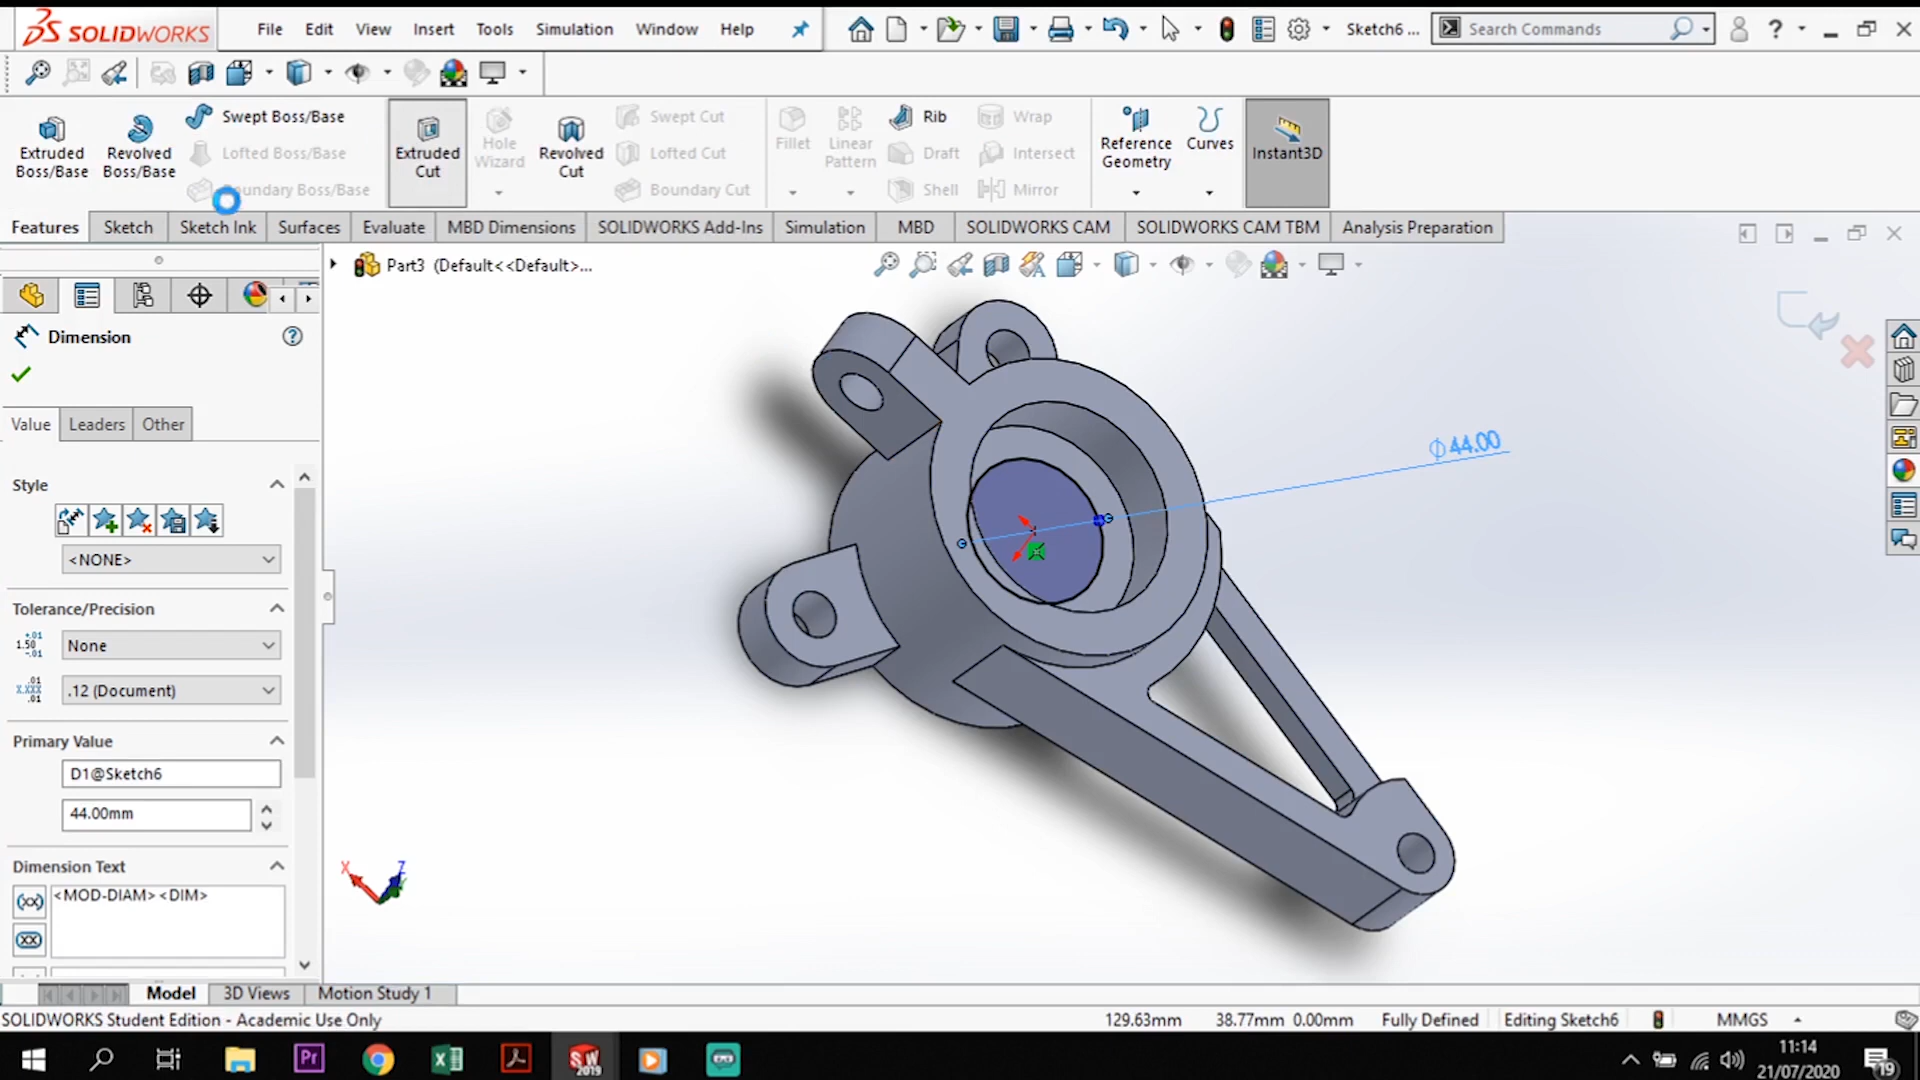 SOLIDWORKS
File Edit View Insert Tools Simulation Window Help
Sketch6 ...
Search Commands
Extruded Boss/Base
Revolved Boss/Base
Swept Boss/Base
Lofted Boss/Base
Boundary Boss/Base
Extruded Cut
Hole Wizard
Revolved Cut
Swept Cut
Lofted Cut
Boundary Cut
Fillet
Linear Pattern
Rib
Draft
Shell
Wrap
Intersect
Mirror
Reference Geometry
Curves
Instant3D
Features Sketch Sketch Ink Surfaces Evaluate MBD Dimensions SOLIDWORKS Add-Ins Simulation MBD SOLIDWORKS CAM SOLIDWORKS CAM TBM Analysis Preparation
Part3 (Default<<Default>...
Dimension
Value Leaders Other
Style
<NONE>
Tolerance/Precision
None
.12 (Document)
Primary Value
D1@Sketch6
44.00mm
Dimension Text
<MOD-DIAM><DIM>
(xx)
(xx)
∅44.00
X
Z
Model 3D Views Motion Study 1
SOLIDWORKS Student Edition - Academic Use Only
129.63mm 38.77mm 0.00mm Fully Defined Editing Sketch6 MMGS
Pr
SW 2019
11:14
21/07/2020
19